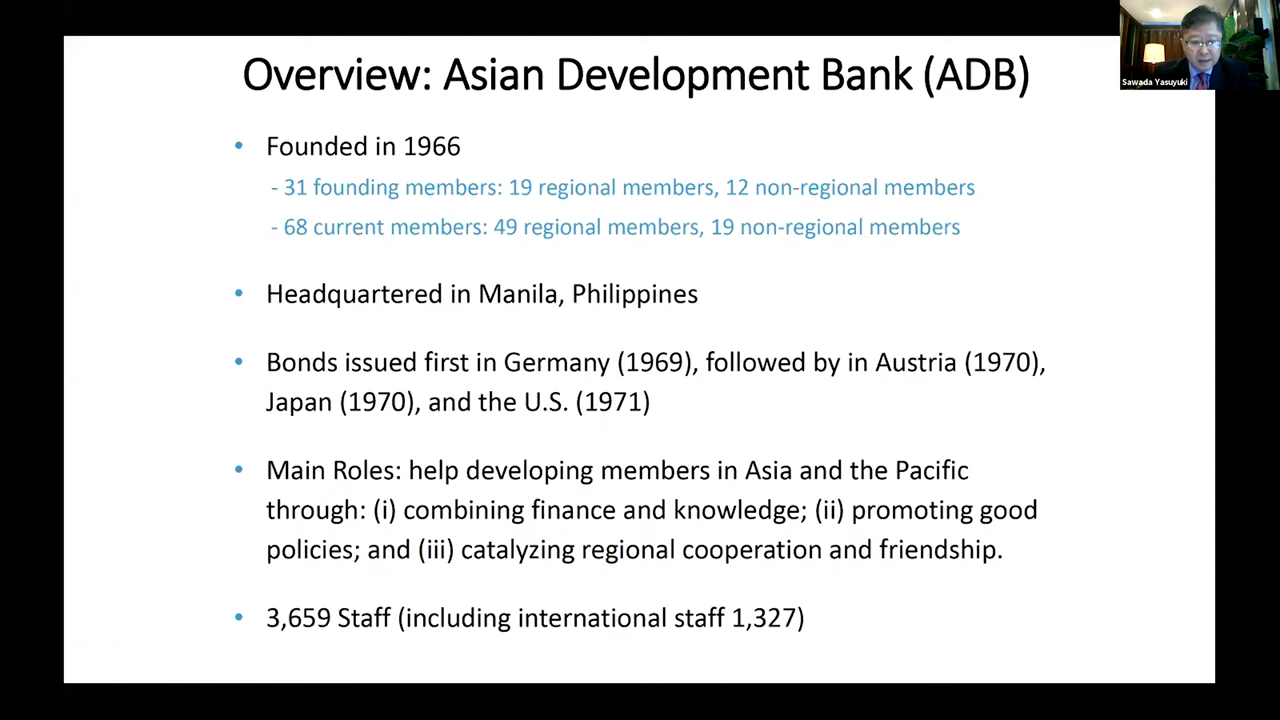 Overview: Asian Development Bank (ADB)
Sawada Yasuyuki
• Founded in 1966
- 31 founding members: 19 regional members, 12 non-regional members
- 68 current members: 49 regional members, 19 non-regional members
• Headquartered in Manila, Philippines
• Bonds issued first in Germany (1969), followed by in Austria (1970),
Japan (1970), and the U.S. (1971)
• Main Roles: help developing members in Asia and the Pacific
through: (i) combining finance and knowledge; (ii) promoting good
policies; and (iii) catalyzing regional cooperation and friendship.
• 3,659 Staff (including international staff 1,327)